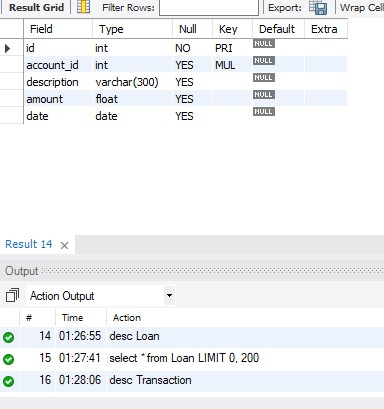 Result Grid Filter Rows: Export: Wrap Cell
Field Type Null Key Default Extra
id int NO PRI NULL
account_id int YES MUL NULL
description varchar(300) YES NULL
amount float YES NULL
date date YES NULL
Result 14 ×
Output
Action Output
# Time Action
14 01:26:55 desc Loan
15 01:27:41 select * from Loan LIMIT 0, 200
16 01:28:06 desc Transaction